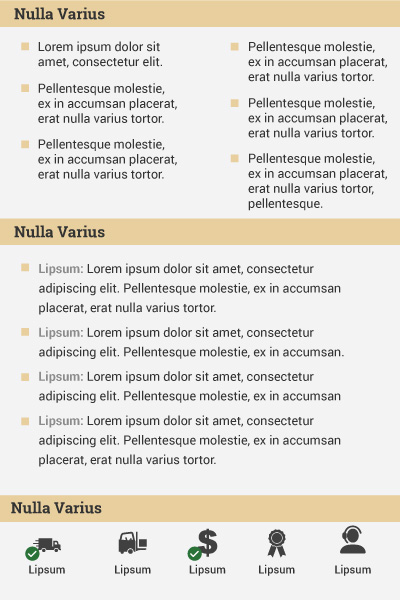 Nulla Varius
Lorem ipsum dolor sit
amet, consectetur elit.
Pellentesque molestie,
ex in accumsan placerat,
erat nulla varius tortor.
Pellentesque molestie,
ex in accumsan placerat,
erat nulla varius tortor.
Pellentesque molestie,
ex in accumsan placerat,
erat nulla varius tortor.
Pellentesque molestie,
ex in accumsan placerat,
erat nulla varius tortor.
Pellentesque molestie,
ex in accumsan placerat,
erat nulla varius tortor,
pellentesque.
Nulla Varius
Lipsum: Lorem ipsum dolor sit amet, consectetur
adipiscing elit. Pellentesque molestie, ex in accumsan
placerat, erat nulla varius tortor.
Lipsum: Lorem ipsum dolor sit amet, consectetur
adipiscing elit. Pellentesque molestie, ex in accumsan.
Lipsum: Lorem ipsum dolor sit amet, consectetur
adipiscing elit. Pellentesque molestie, ex in accumsan
Lipsum: Lorem ipsum dolor sit amet, consectetur
adipiscing elit. Pellentesque molestie, ex in accumsan
placerat, erat nulla varius tortor.
Nulla Varius
Lipsum Lipsum Lipsum Lipsum Lipsum